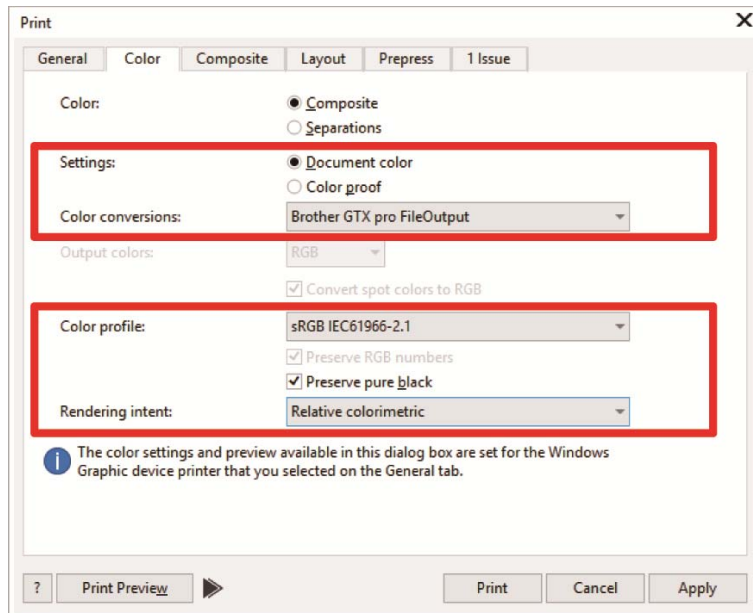 Print
General Color Composite Layout Prepress 1 Issue
Color: Composite
Separations
Settings: Document color
Color proof
Color conversions: Brother GTX pro FileOutput
Output colors: RGB
Convert spot colors to RGB
Color profile: sRGB IEC61966-2.1
Preserve RGB numbers
Preserve pure black
Rendering intent: Relative colorimetric
The color settings and preview available in this dialog box are set for the Windows
Graphic device printer that you selected on the General tab.
? Print Preview Print Cancel Apply